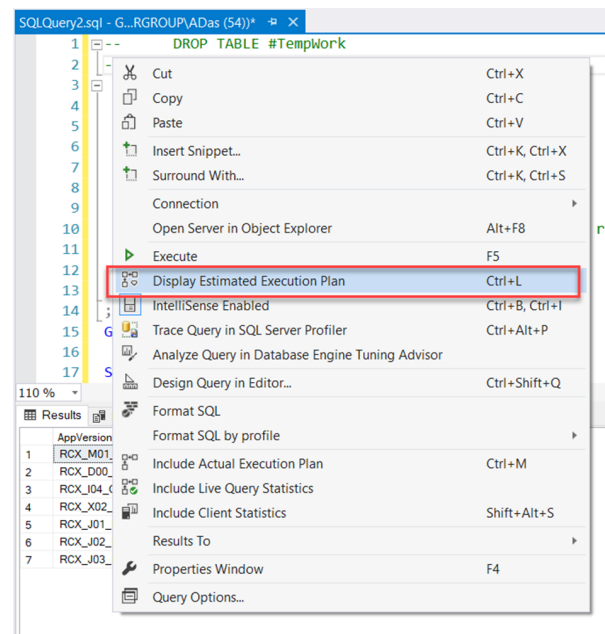 SQLQuery2.sql - G...RGROUP\ADas (54))*
1 -- DROP TABLE #TempWork
2 -
3
4
5
6
7
8
9
10 r
11
12
13
14 ;
15 G
16
17 S
Cut Ctrl+X
Copy Ctrl+C
Paste Ctrl+V
Insert Snippet... Ctrl+K, Ctrl+X
Surround With... Ctrl+K, Ctrl+S
Connection
Open Server in Object Explorer Alt+F8
Execute F5
Display Estimated Execution Plan Ctrl+L
IntelliSense Enabled Ctrl+B, Ctrl+I
Trace Query in SQL Server Profiler Ctrl+Alt+P
Analyze Query in Database Engine Tuning Advisor
Design Query in Editor... Ctrl+Shift+Q
Format SQL
Format SQL by profile
Include Actual Execution Plan Ctrl+M
Include Live Query Statistics
Include Client Statistics Shift+Alt+S
Results To
Properties Window F4
Query Options...
110 %
Results
AppVersion
1 RCX_M01_
2 RCX_D00_
3 RCX_I04_
4 RCX_X02_
5 RCX_J01_
6 RCX_J02_
7 RCX_J03_